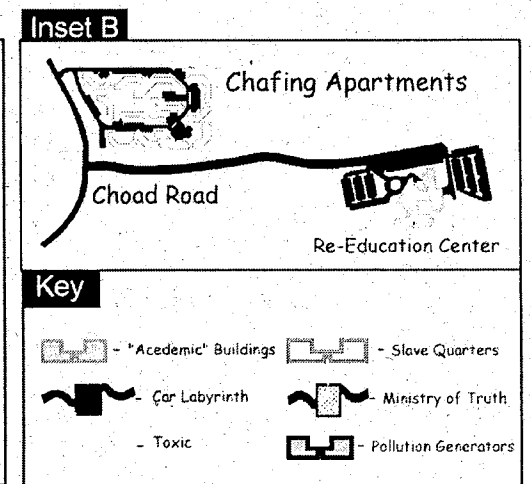 Inset B
Chafing Apartments
Choad Road
Re-Education Center
Key
- "Acedemic" Buildings
- Slave Quarters
- Car Labyrinth
- Ministry of Truth
- Toxic
- Pollution Generators